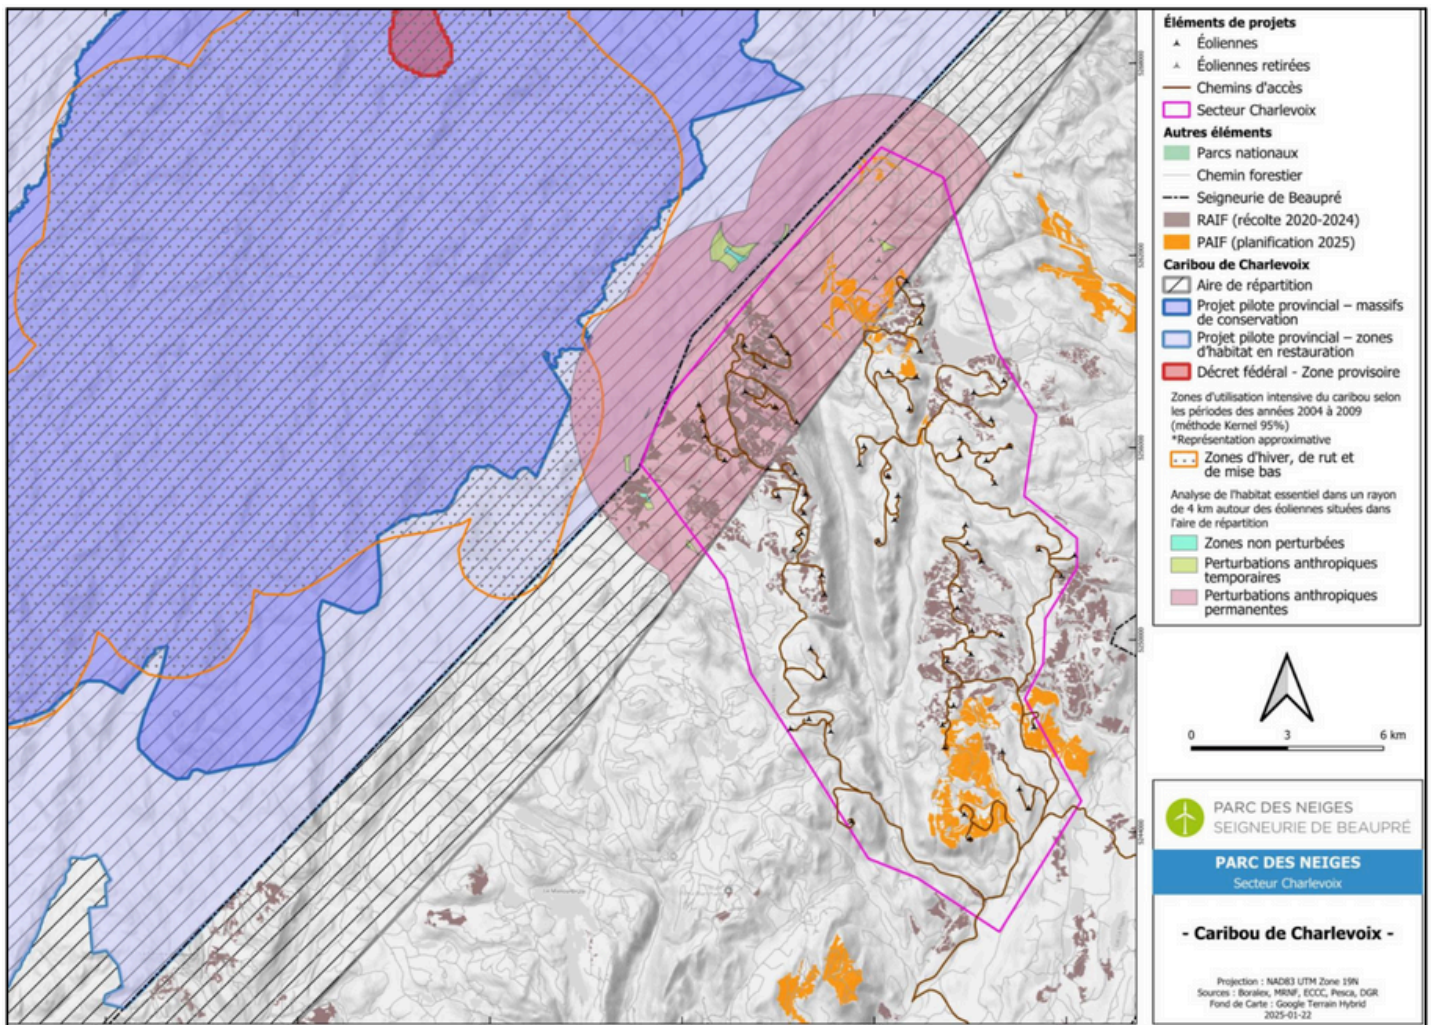 Éléments de projets
Éoliennes
Éoliennes retirées
Chemins d'accès
Secteur Charlevoix
Autres éléments
Parcs nationaux
Chemin forestier
Seigneurie de Beaupré
RAIF (récolte 2020-2024)
PAIF (planification 2025)
Caribou de Charlevoix
Aire de répartition
Projet pilote provincial – massifs
de conservation
Projet pilote provincial – zones
d'habitat en restauration
Décret fédéral - Zone provisoire
Zones d'utilisation intensive du caribou selon
les périodes des années 2004 à 2009
(méthode Kernel 95%)
*Représentation approximative
Zones d'hiver, de rut et
de mise bas
Analyse de l'habitat essentiel dans un rayon
de 4 km autour des éoliennes situées dans
l'aire de répartition
Zones non perturbées
Perturbations anthropiques
temporaires
Perturbations anthropiques
permanentes
0 3 6 km
PARC DES NEIGES
SEIGNEURIE DE BEAUPRÉ
PARC DES NEIGES
Secteur Charlevoix
- Caribou de Charlevoix -
Projection : NAD83 UTM Zone 19N
Sources : Boralex, MRNF, ECCC, Pesca, DGR
Fond de Carte : Google Terrain Hybrid
2025-01-22